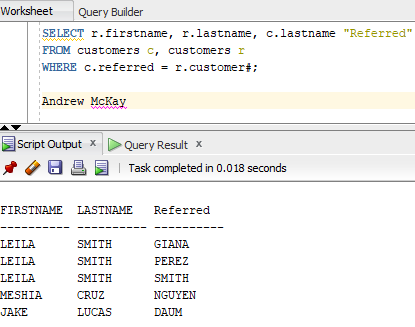 Worksheet Query Builder
SELECT r.firstname, r.lastname, c.lastname "Referred"
FROM customers c, customers r
WHERE c.referred = r.customer#;
Andrew McKay
Script Output x Query Result x
Task completed in 0.018 seconds
FIRSTNAME LASTNAME Referred
---------- ---------- ----------
LEILA SMITH GIANA
LEILA SMITH PEREZ
LEILA SMITH SMITH
MESHIA CRUZ NGUYEN
JAKE LUCAS DAUM